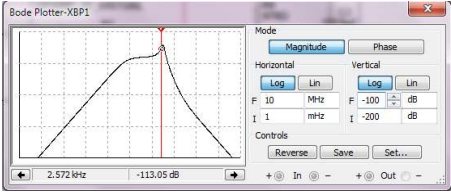 Bode Plotter-XBP1
x
Mode
Magnitude Phase
Horizontal Vertical
Log Lin Log Lin
F 10 MHz F -100 dB
I 1 mHz I -200 dB
Controls
Reverse Save Set...
2.572 kHz -113.05 dB
+ In - + Out -